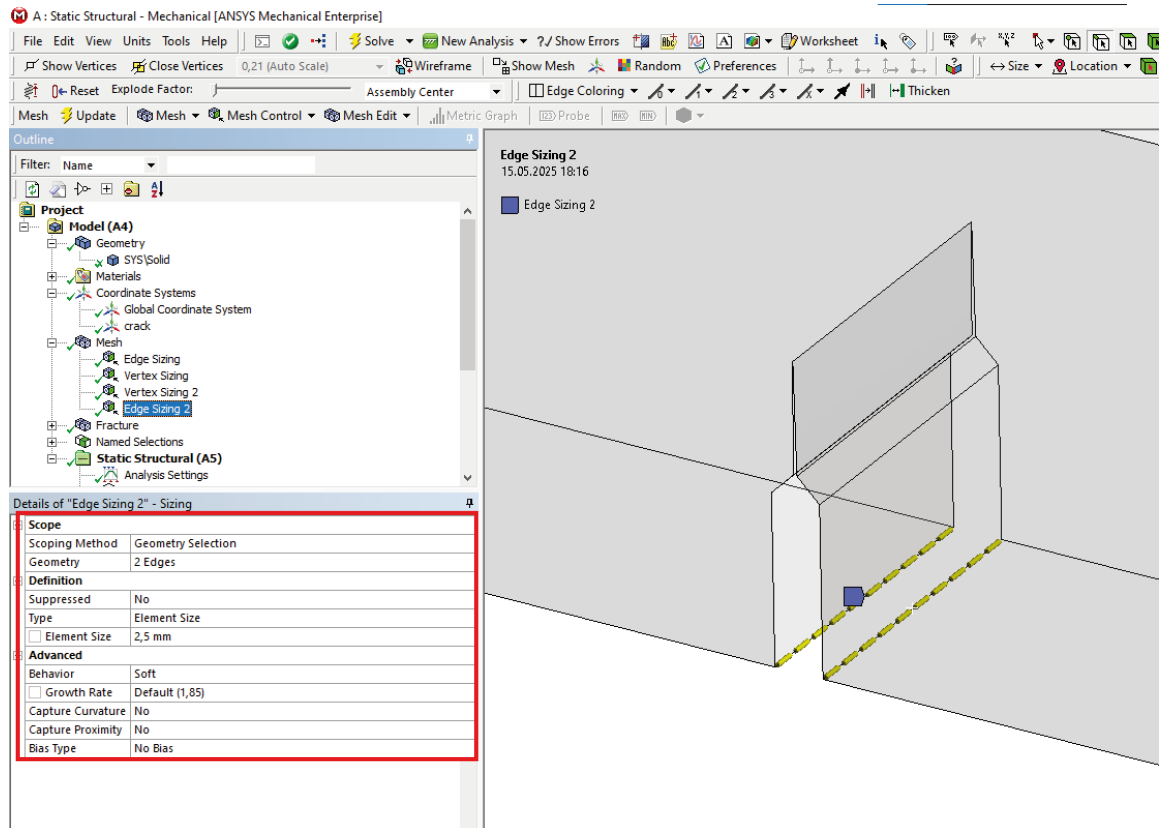 A : Static Structural - Mechanical [ANSYS Mechanical Enterprise]
File Edit View Units Tools Help Solve New Analysis ?/ Show Errors Worksheet
Show Vertices Close Vertices 0,21 (Auto Scale) Wireframe Show Mesh Random Preferences Size Location
Reset Explode Factor: Assembly Center Edge Coloring Thicken
Mesh Update Mesh Mesh Control Mesh Edit Metric Graph Probe
Outline
Filter: Name
Project
Model (A4)
Geometry
SYS\Solid
Materials
Coordinate Systems
Global Coordinate System
crack
Mesh
Edge Sizing
Vertex Sizing
Vertex Sizing 2
Edge Sizing 2
Fracture
Named Selections
Static Structural (A5)
Analysis Settings
Details of "Edge Sizing 2" - Sizing
Scope
Scoping Method Geometry Selection
Geometry 2 Edges
Definition
Suppressed No
Type Element Size
Element Size 2,5 mm
Advanced
Behavior Soft
Growth Rate Default (1,85)
Capture Curvature No
Capture Proximity No
Bias Type No Bias
Edge Sizing 2
15.05.2025 18:16
Edge Sizing 2